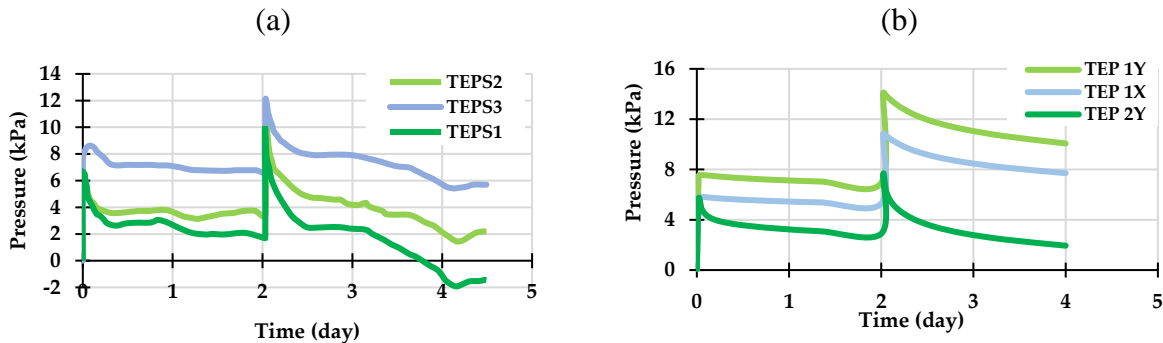 (a)
14
12
10
8
6
4
2
0
-2
Pressure (kPa)
0 1 2 3 4 5
Time (day)
TEPS2
TEPS3
TEPS1
(b)
16
12
8
4
0
Pressure (kPa)
0 1 2 3 4 5
Time (day)
TEP 1Y
TEP 1X
TEP 2Y